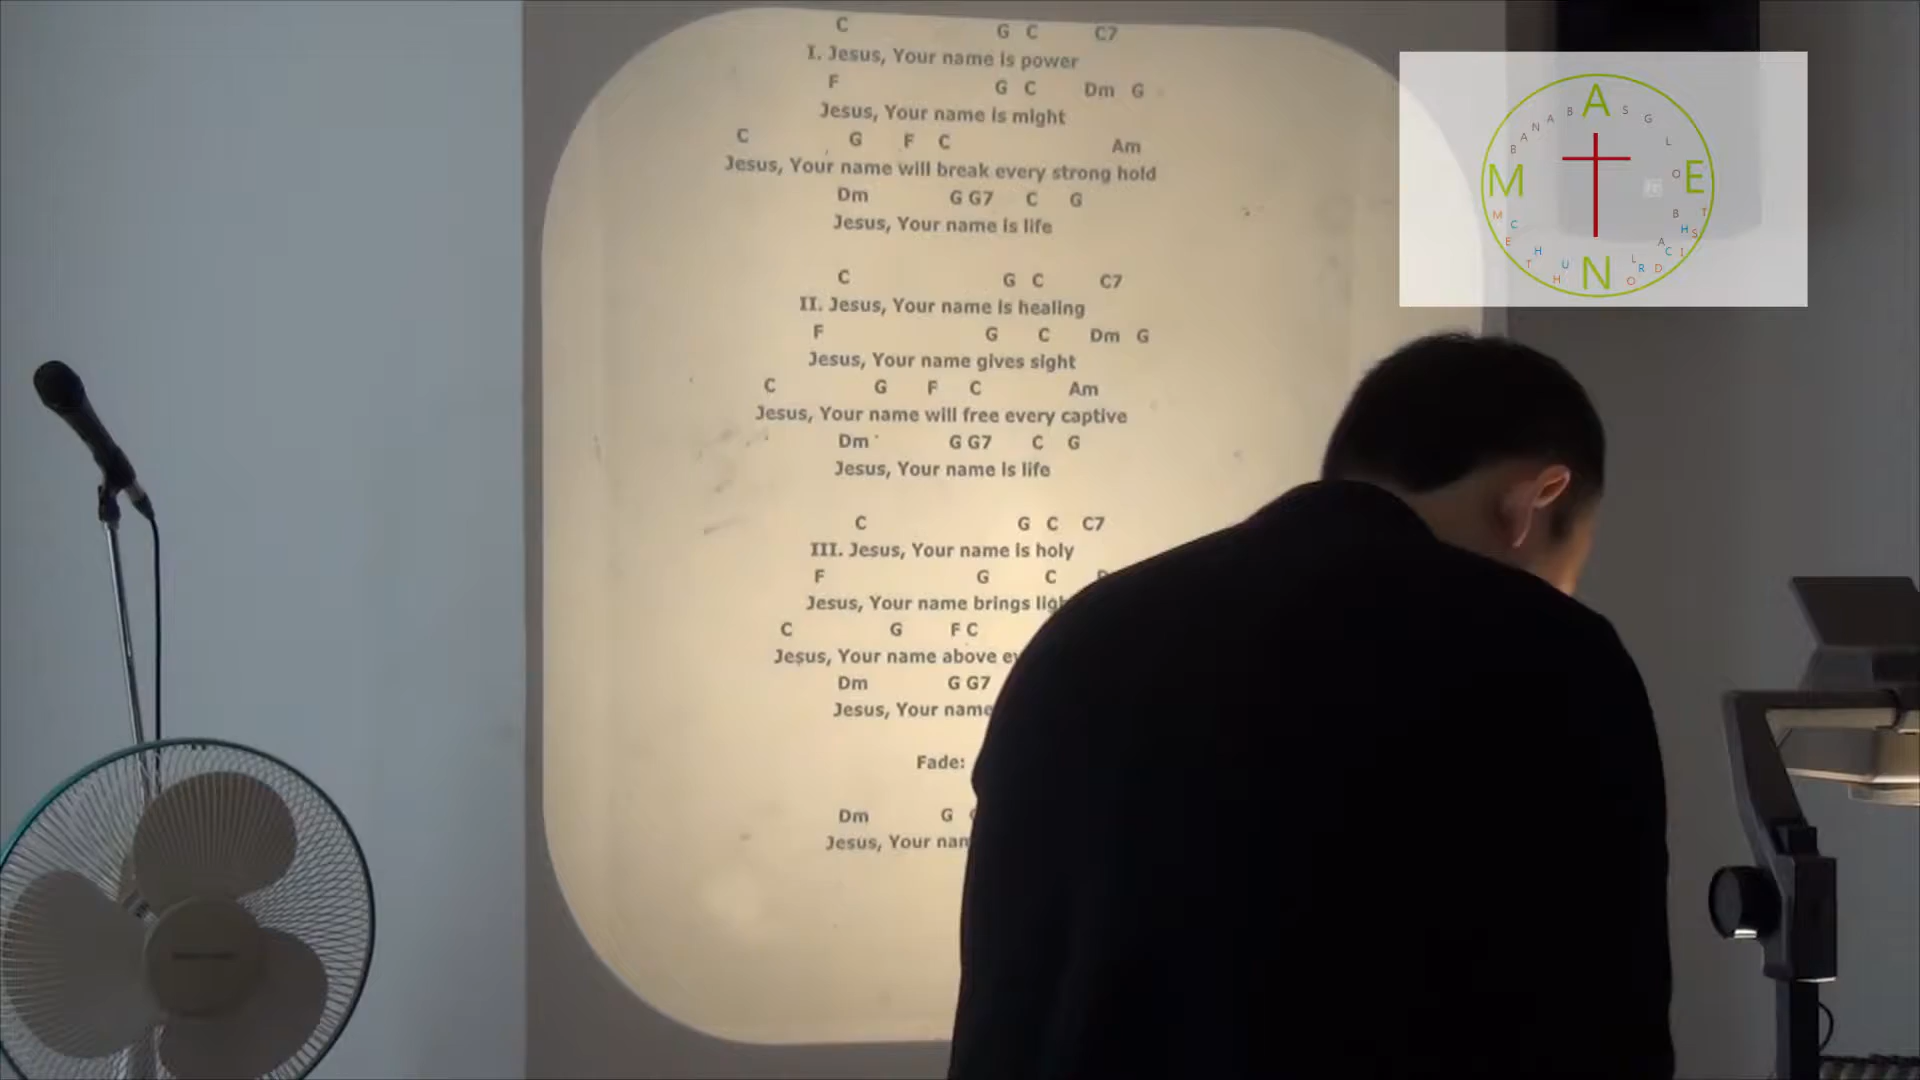 C G C C7
I. Jesus, Your name is power
F G C Dm G
Jesus, Your name is might
C G F C Am
Jesus, Your name will break every strong hold
Dm G G7 C G
Jesus, Your name is life
C G C C7
II. Jesus, Your name is healing
F G C Dm G
Jesus, Your name gives sight
C G F C Am
Jesus, Your name will free every captive
Dm G G7 C G
Jesus, Your name is life
C G C C7
III. Jesus, Your name is holy
F G C
Jesus, Your name brings
C G F C
Jesus, Your name above
Dm G G7
Jesus, Your name
Fade:
Dm G
Jesus, Your
A
M E
N